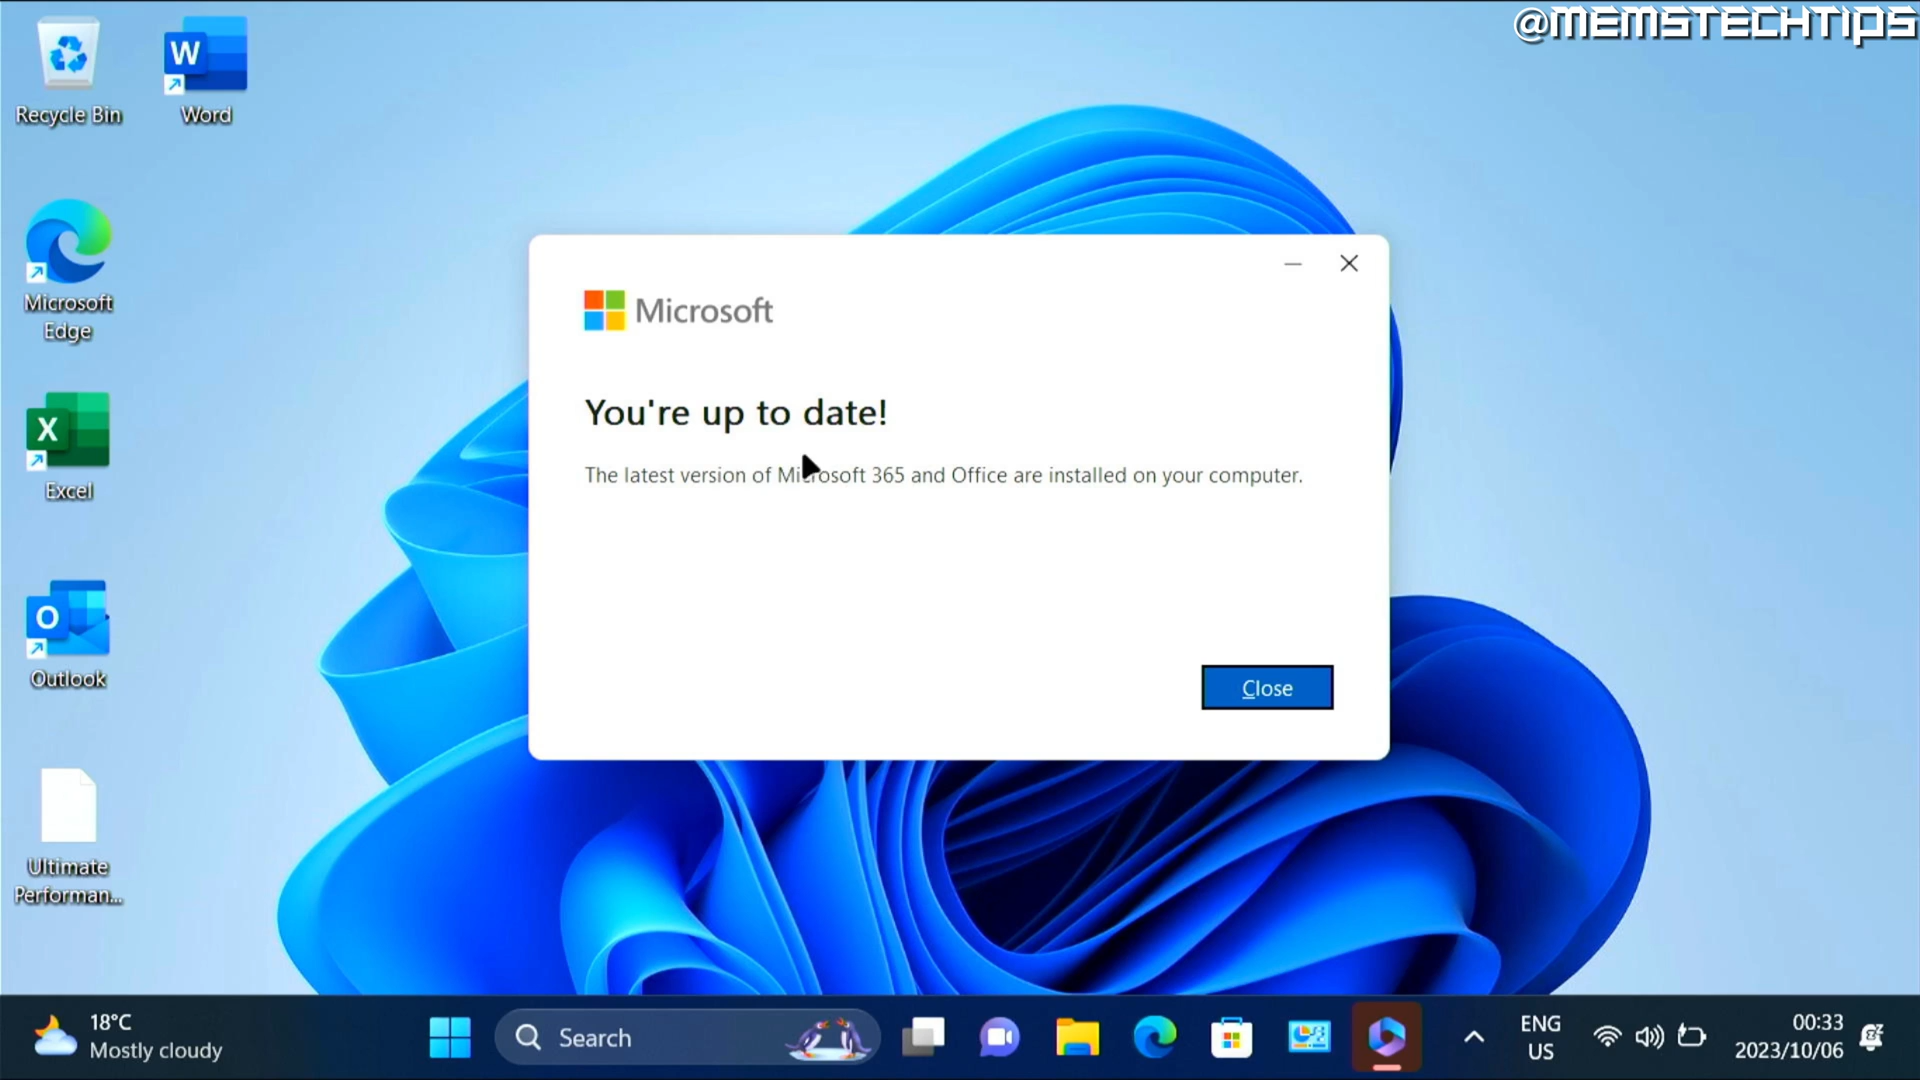 @MEMSTECHTIPS
Recycle Bin
W
Word
Microsoft
Edge
X
Excel
O
Outlook
Ultimate
Performan...
Microsoft
You're up to date!
The latest version of Microsoft 365 and Office are installed on your computer.
Close
18°C
Mostly cloudy
Search
ENG
US
00:33
2023/10/06